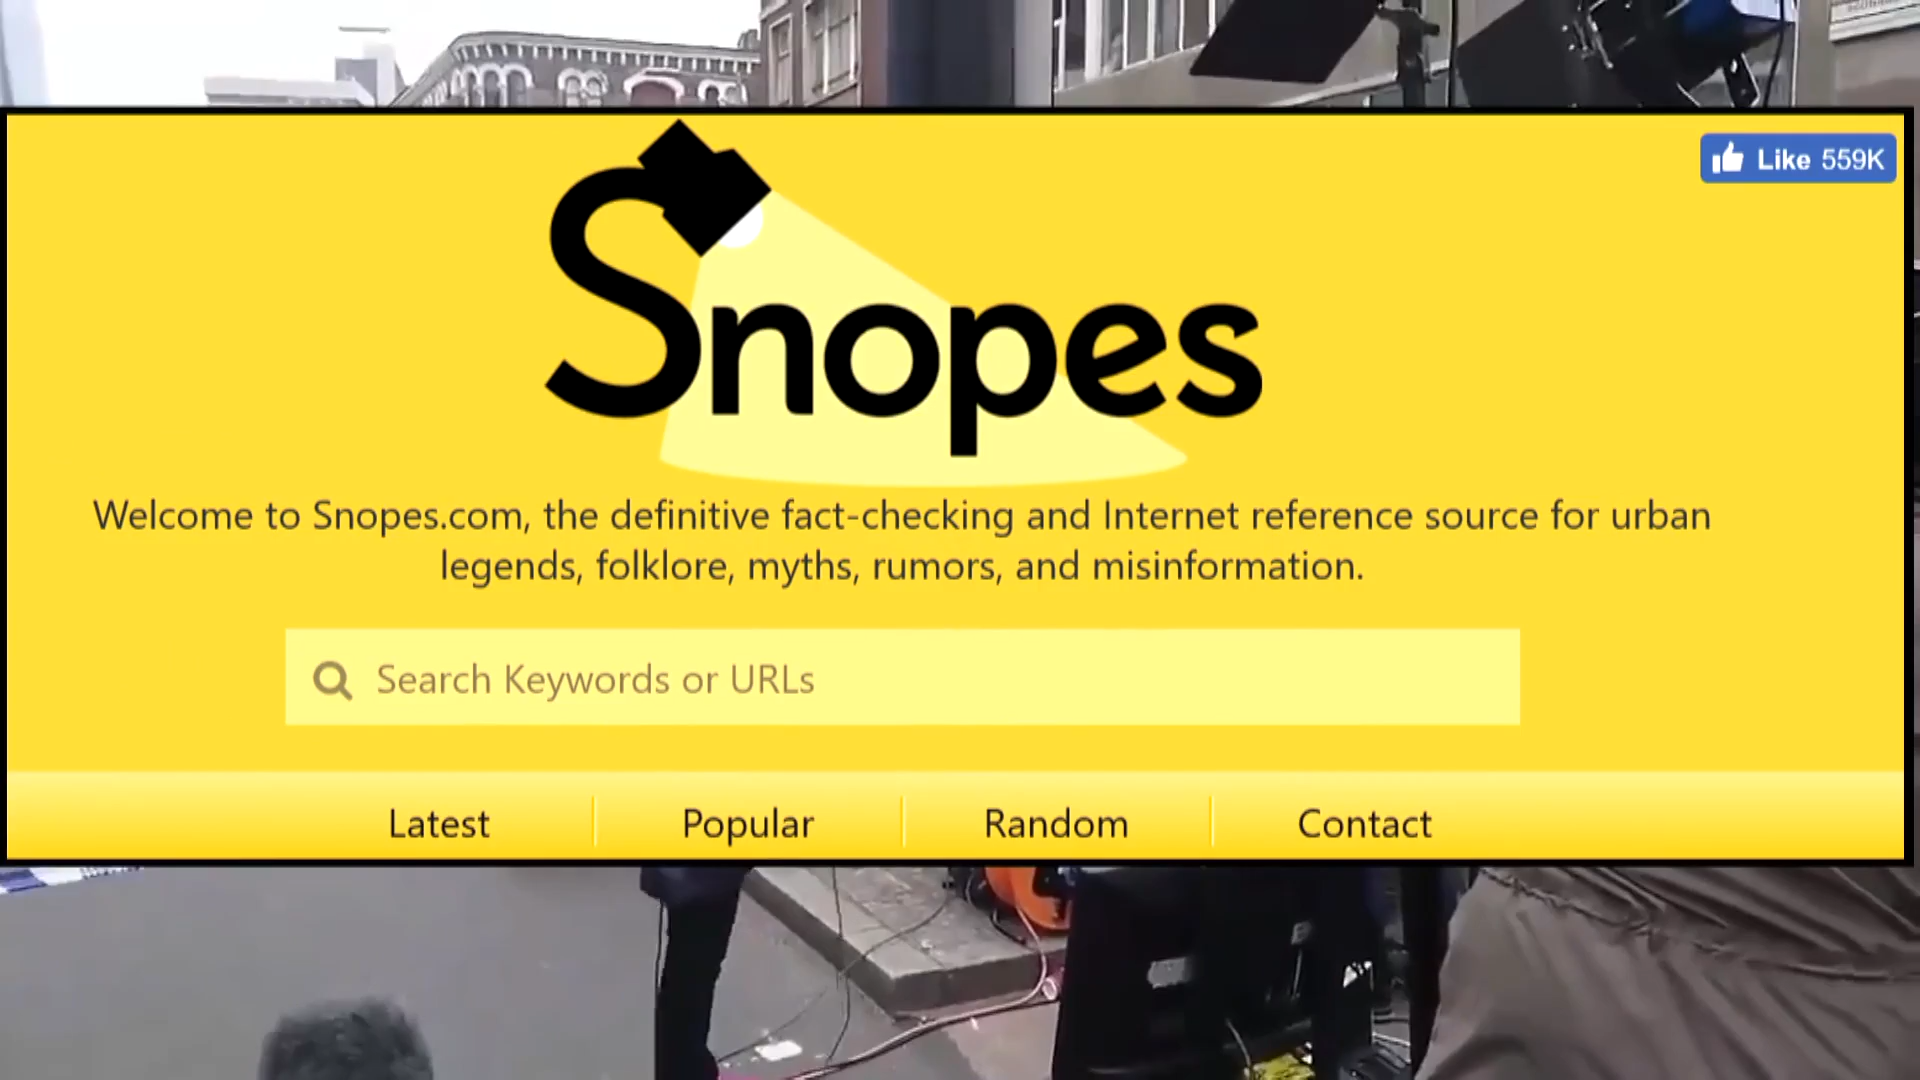 Like 559K
Snopes
Welcome to Snopes.com, the definitive fact-checking and Internet reference source for urban
legends, folklore, myths, rumors, and misinformation.
Search Keywords or URLs
Latest
Popular
Random
Contact